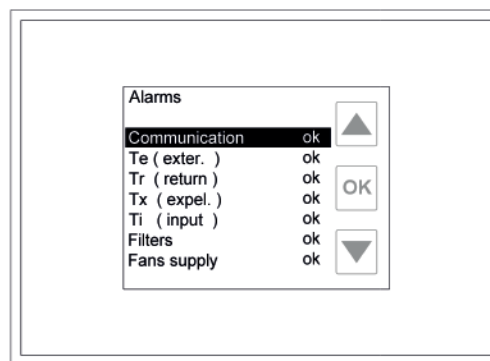 Alarms
Communication ok
Te ( exter. ) ok
Tr ( return ) ok
OK
Tx ( expel. ) ok
Ti ( input ) ok
Filters ok
Fans supply ok